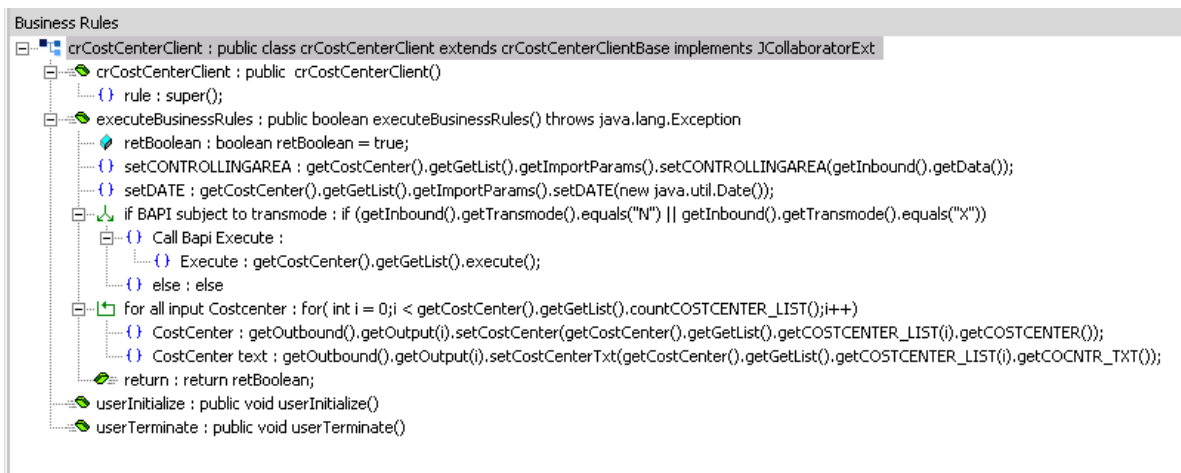 Business Rules
crCostCenterClient : public class crCostCenterClient extends crCostCenterClientBase implements JCollaboratorExt
crCostCenterClient : public crCostCenterClient()
{} rule : super();
executeBusinessRules : public boolean executeBusinessRules() throws java.lang.Exception
retBoolean : boolean retBoolean = true;
{} setCONTROLLINGAREA : getCostCenter().getGetList().getImportParams().setCONTROLLINGAREA(getInbound().getData());
{} setDATE : getCostCenter().getGetList().getImportParams().setDATE(new java.util.Date());
if BAPI subject to transmode : if (getInbound().getTransmode().equals("N") || getInbound().getTransmode().equals("X"))
{} Call Bapi Execute :
{} Execute : getCostCenter().getGetList().execute();
{} else : else
for all input Costcenter : for( int i = 0;i < getCostCenter().getGetList().countCOSTCENTER_LIST();i++)
{} CostCenter : getOutbound().getOutput(i).setCostCenter(getCostCenter().getGetList().getCOSTCENTER_LIST(i).getCOSTCENTER());
{} CostCenter text : getOutbound().getOutput(i).setCostCenterTxt(getCostCenter().getGetList().getCOSTCENTER_LIST(i).getCOCNTR_TXT());
return : return retBoolean;
userInitialize : public void userInitialize()
userTerminate : public void userTerminate()